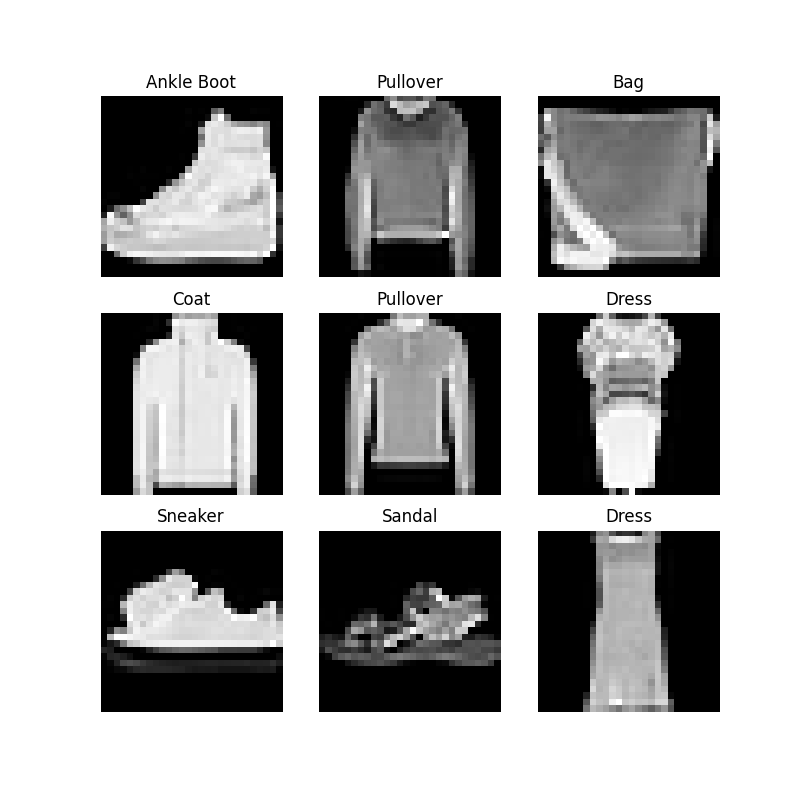 Ankle Boot
Pullover
Bag
Coat
Pullover
Dress
Sneaker
Sandal
Dress